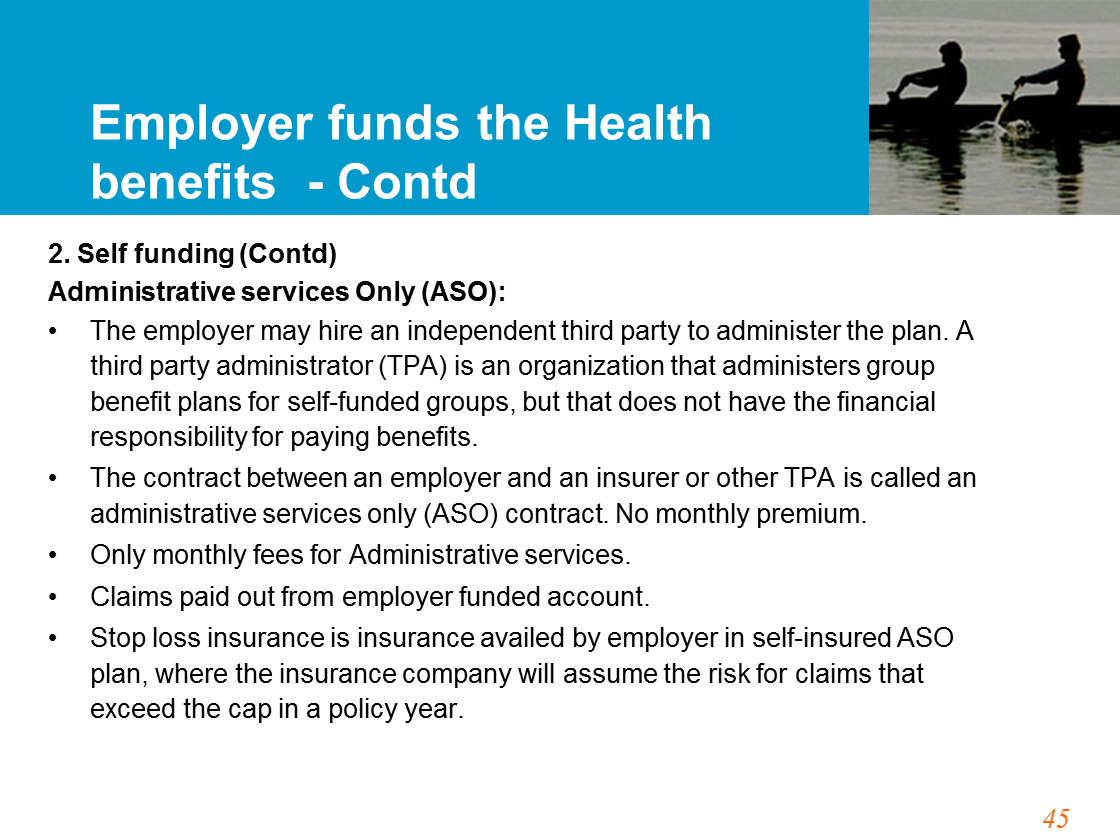 Employer funds the Health
benefits - Contd
2. Self funding (Contd)
Administrative services Only (ASO):
• The employer may hire an independent third party to administer the plan. A
third party administrator (TPA) is an organization that administers group
benefit plans for self-funded groups, but that does not have the financial
responsibility for paying benefits.
• The contract between an employer and an insurer or other TPA is called an
administrative services only (ASO) contract. No monthly premium.
• Only monthly fees for Administrative services.
• Claims paid out from employer funded account.
• Stop loss insurance is insurance availed by employer in self-insured ASO
plan, where the insurance company will assume the risk for claims that
exceed the cap in a policy year.
45